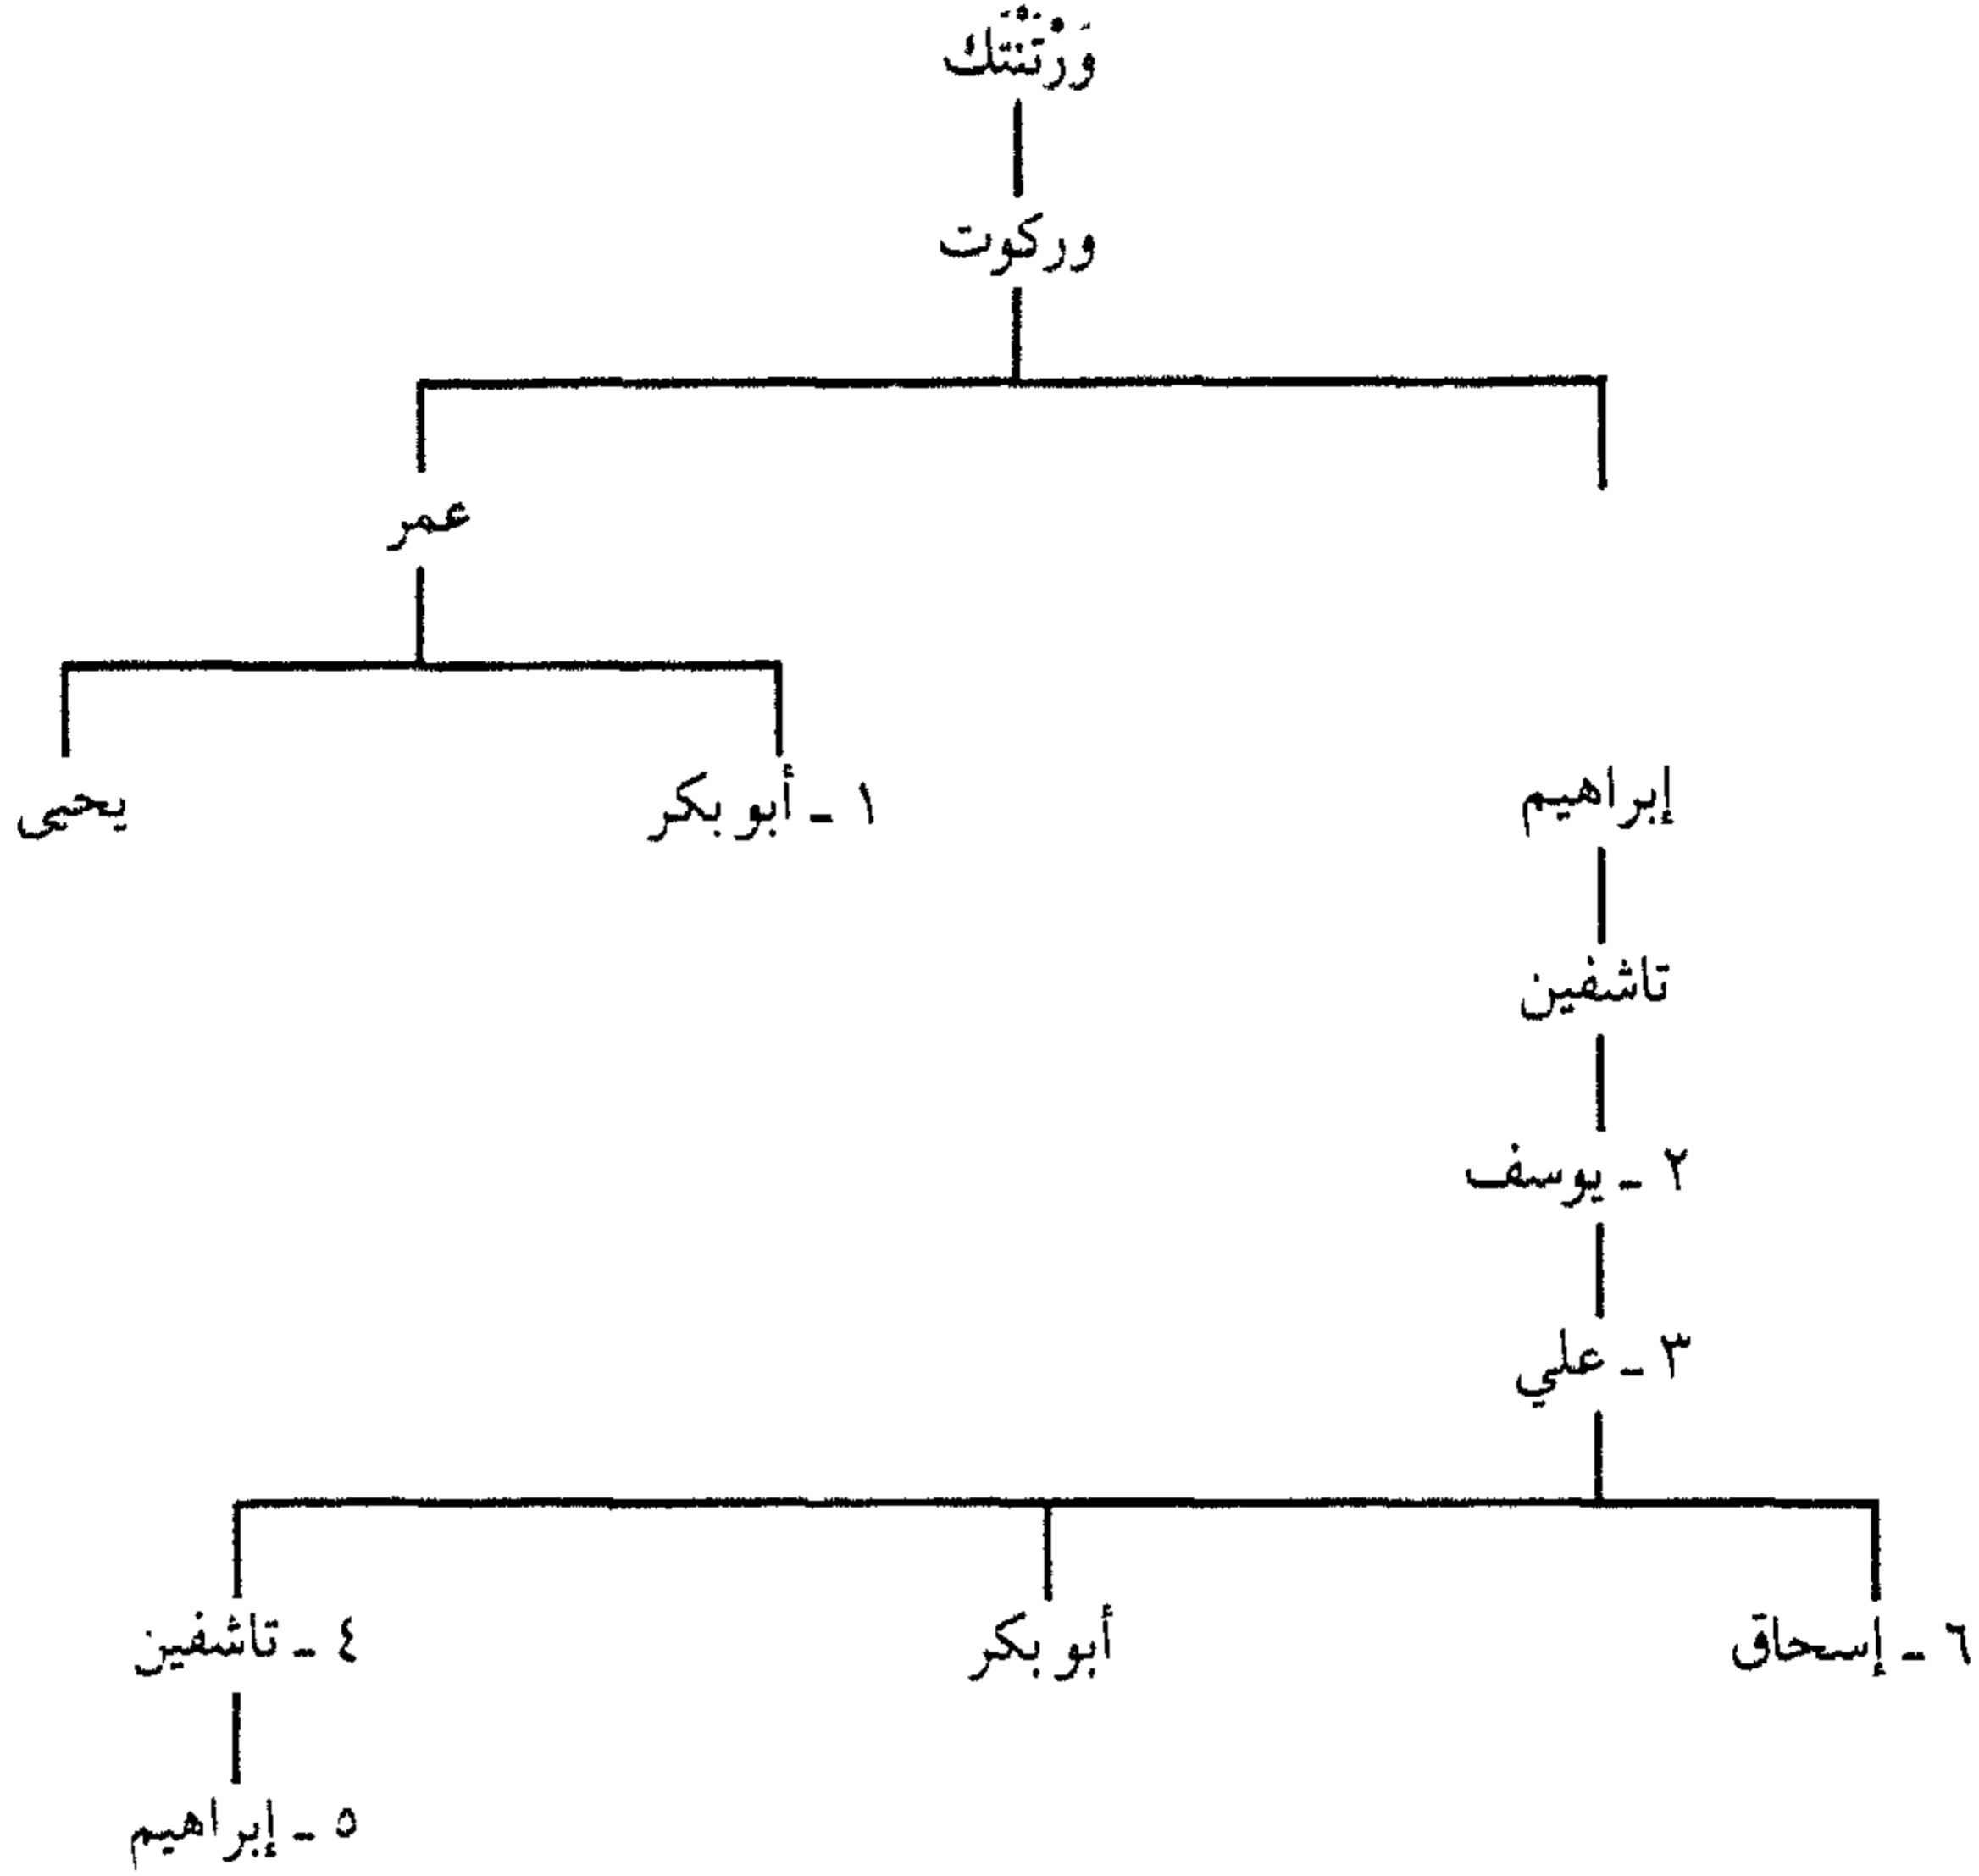 وَرْتَنْتَك
وركوت
عمر
١ - أبو بكر
يحيى
إبراهيم
تاشفين
٢ - يوسف
٣ - علي
٦ - إسحاق
أبو بكر
٤ - تاشفين
٥ - إبراهيم